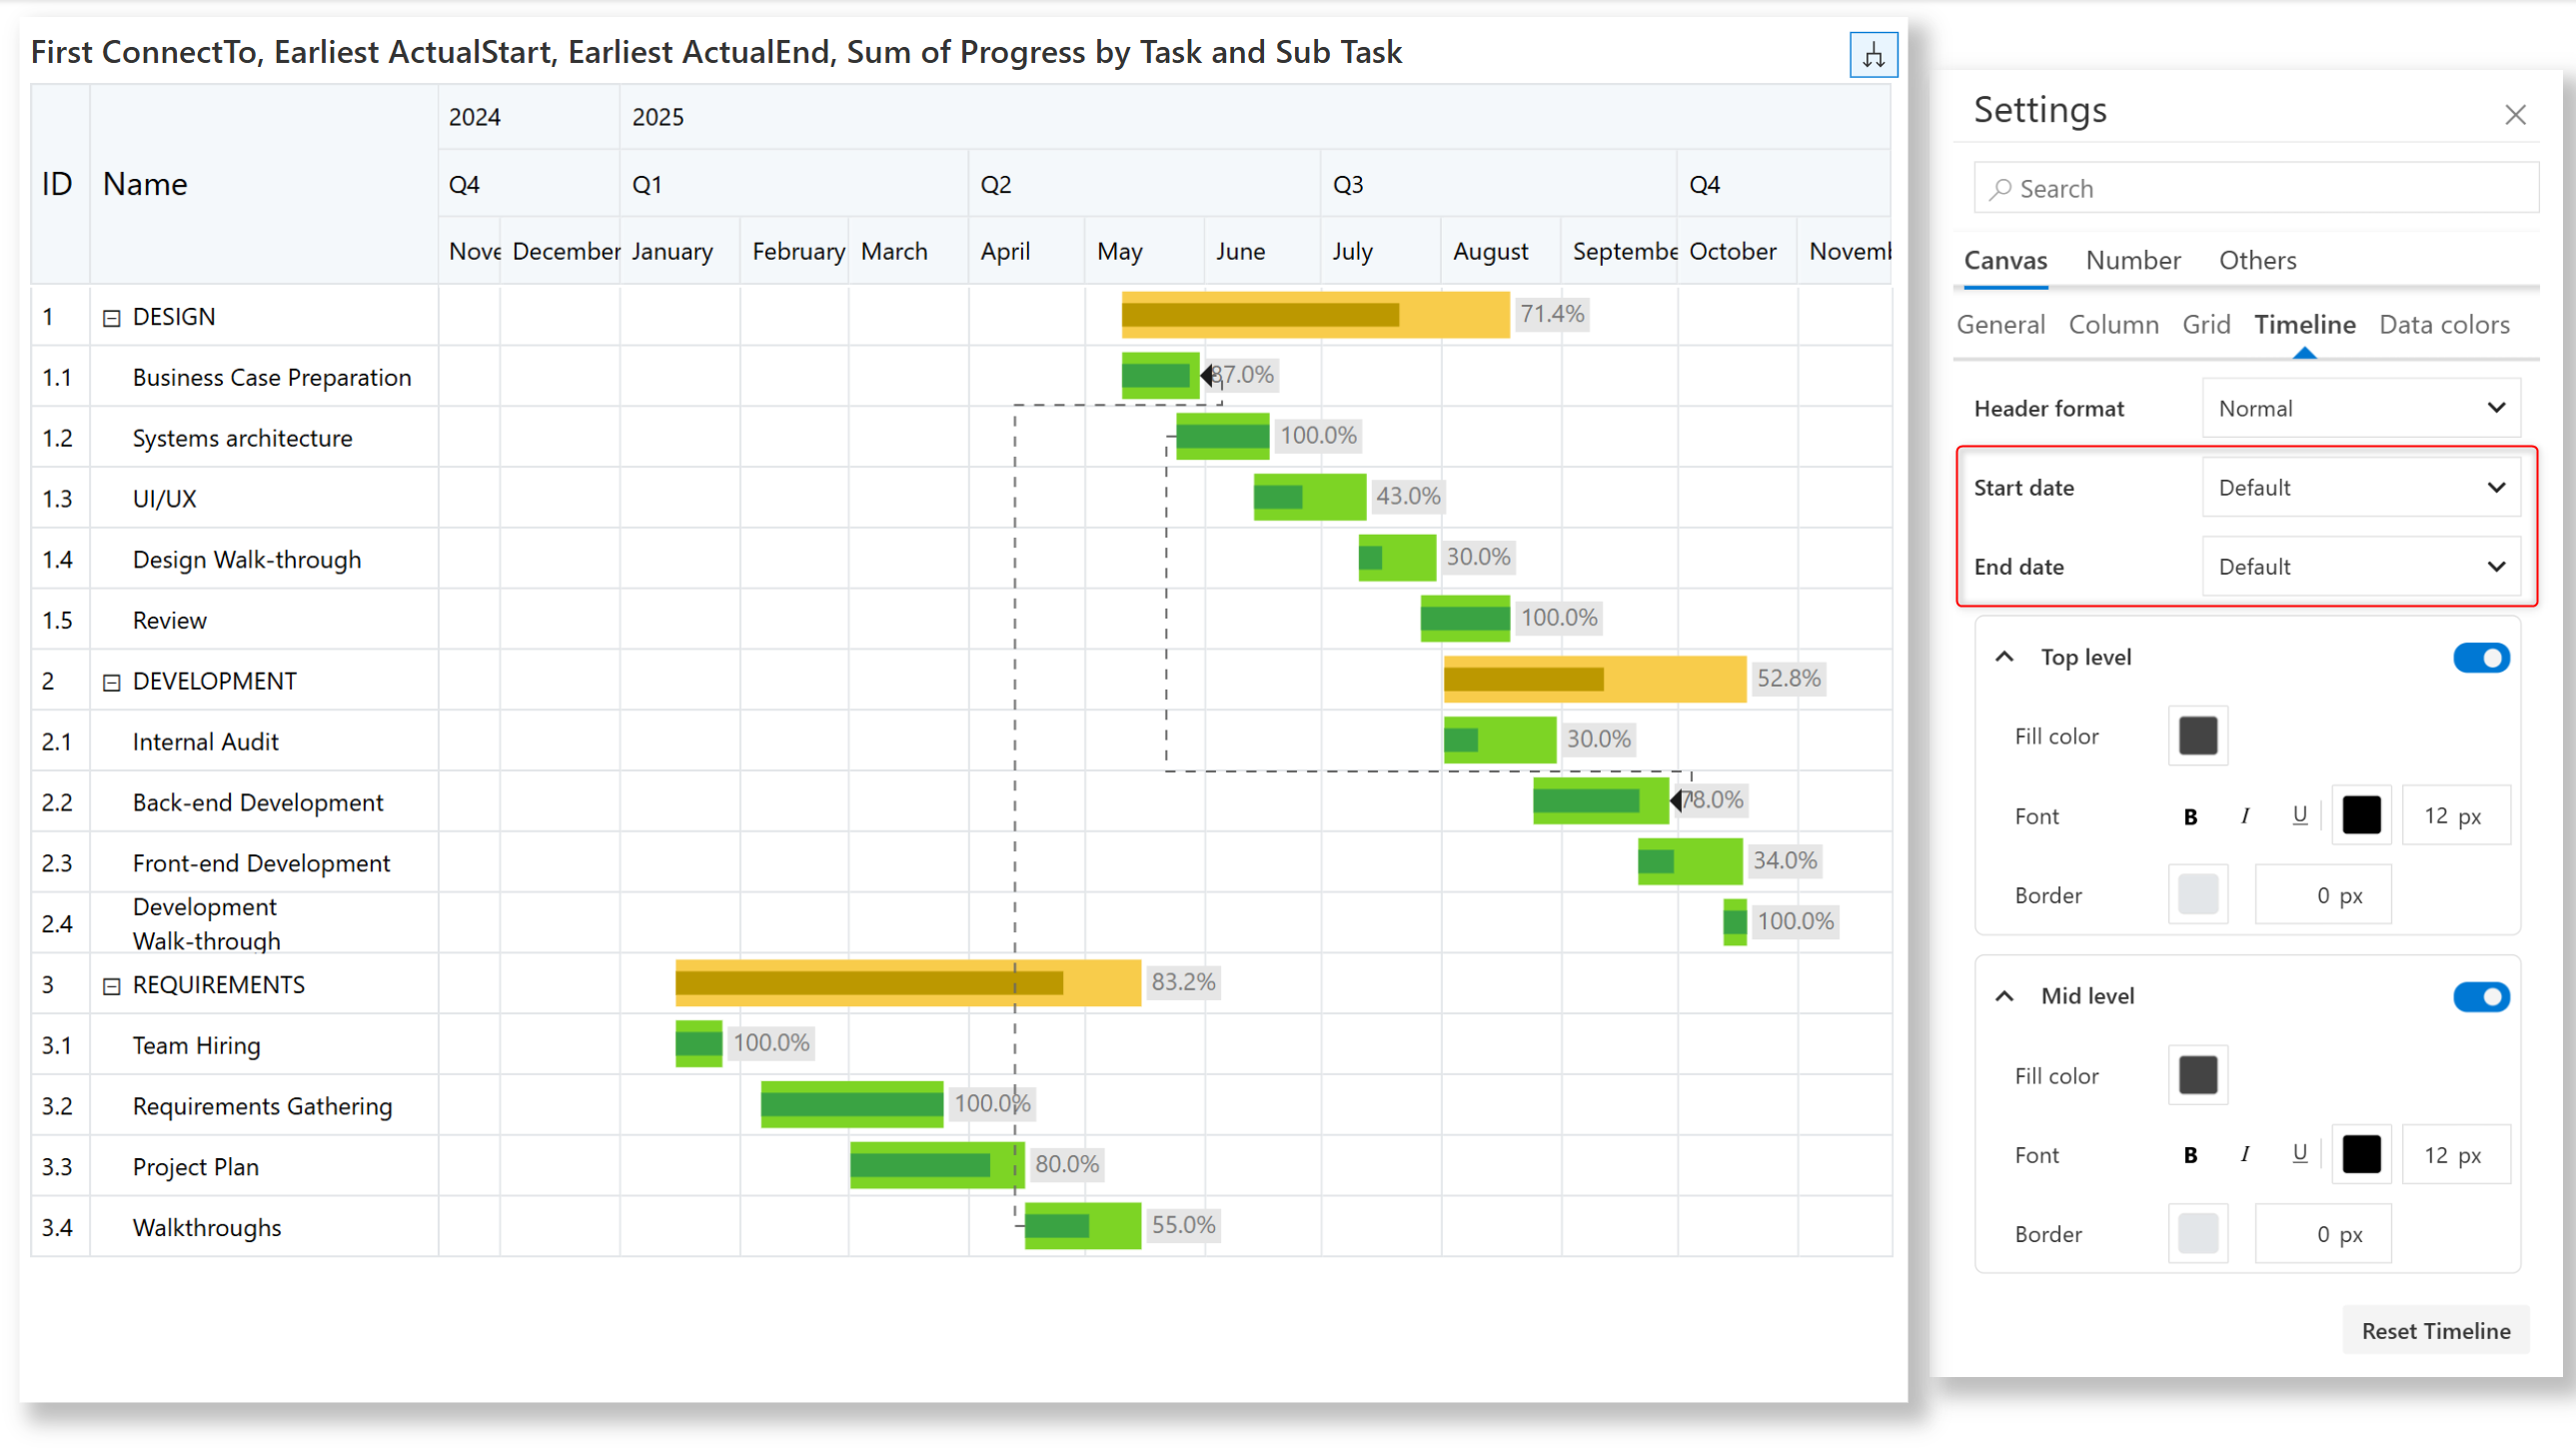 First ConnectTo, Earliest ActualStart, Earliest ActualEnd, Sum of Progress by Task and Sub Task
ID Name 2024 2025
Q4 Q1 Q2 Q3 Q4
Nove December January February March April May June July August Septembe October Novemb
1 DESIGN 71.4%
1.1 Business Case Preparation 87.0%
1.2 Systems architecture 100.0%
1.3 UI/UX 43.0%
1.4 Design Walk-through 30.0%
1.5 Review 100.0%
2 DEVELOPMENT 52.8%
2.1 Internal Audit 30.0%
2.2 Back-end Development 78.0%
2.3 Front-end Development 34.0%
2.4 Development
Walk-through 100.0%
3 REQUIREMENTS 83.2%
3.1 Team Hiring 100.0%
3.2 Requirements Gathering 100.0%
3.3 Project Plan 80.0%
3.4 Walkthroughs 55.0%
Settings
Search
Canvas Number Others
General Column Grid Timeline Data colors
Header format Normal
Start date Default
End date Default
Top level
Fill color
Font B I U 12 px
Border 0 px
Mid level
Fill color
Font B I U 12 px
Border 0 px
Reset Timeline